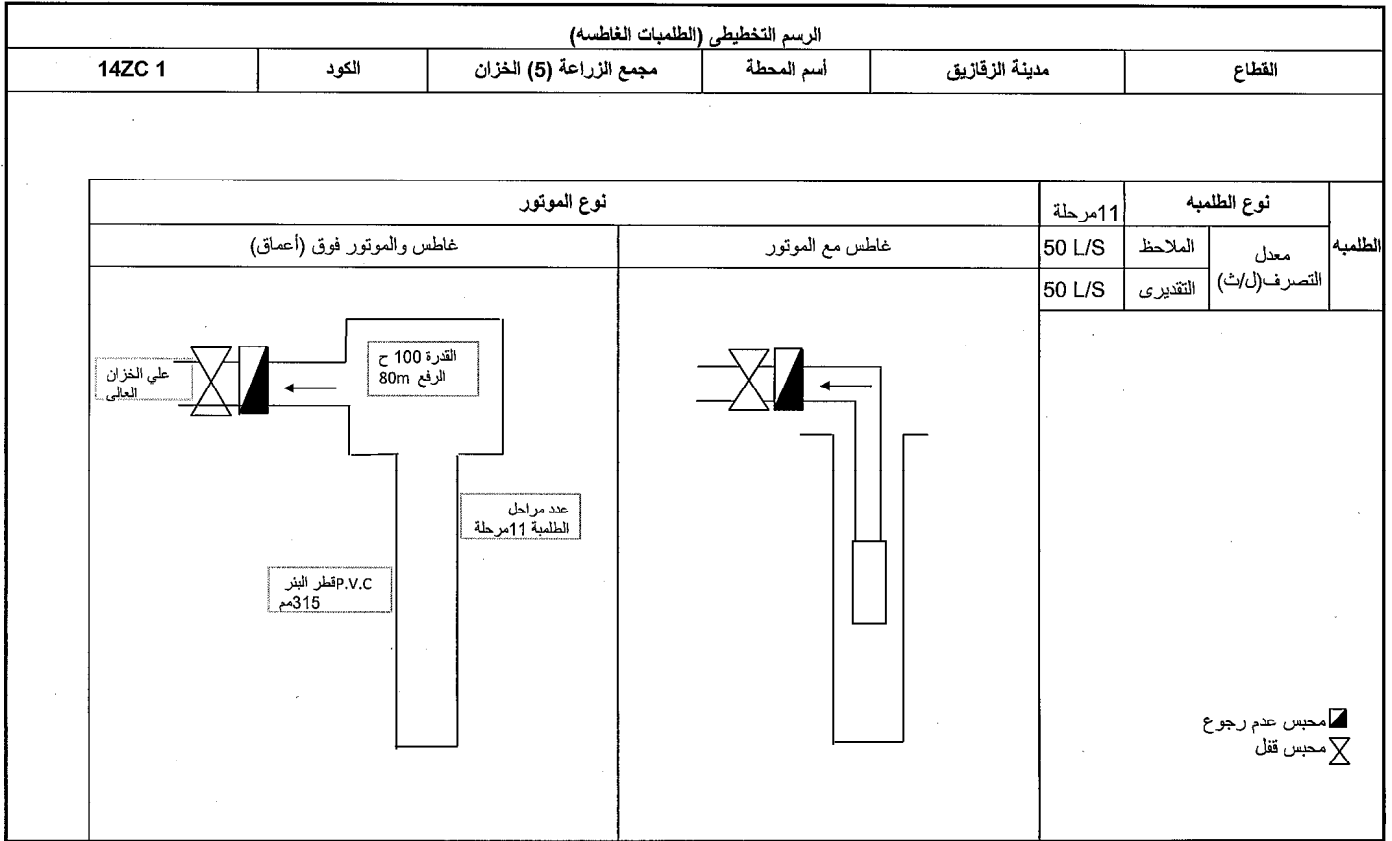 الرسم التخطيطى (الطلمبات الغاطسه)
القطاع
مدينة الزقازيق
أسم المحطة
مجمع الزراعة (5) الخزان
الكود
14ZC 1
الطلمبه
نوع الطلمبه
11مرحلة
معدل
التصرف(ل/ث)
الملاحظ
50 L/S
التقديرى
50 L/S
نوع الموتور
غاطس مع الموتور
غاطس والموتور فوق (أعماق)
القدرة 100 ح
الرفع 80m
علي الخزان
العالى
عدد مراحل
الطلمبة 11مرحلة
P.V.Cقطر البئر
315مم
محبس عدم رجوع
محبس قفل